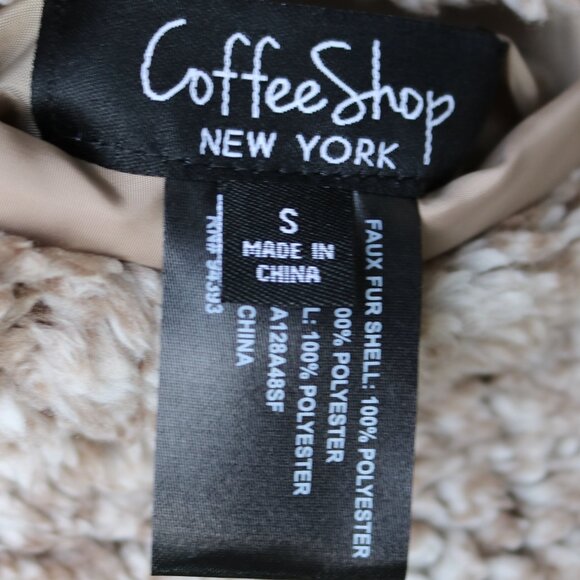 CoffeeShop
NEW YORK
S
MADE IN
CHINA
FAUX FUR SHELL: 100% POLYESTER
00% POLYESTER
L: 100% POLYESTER
A128A48SF
CHINA